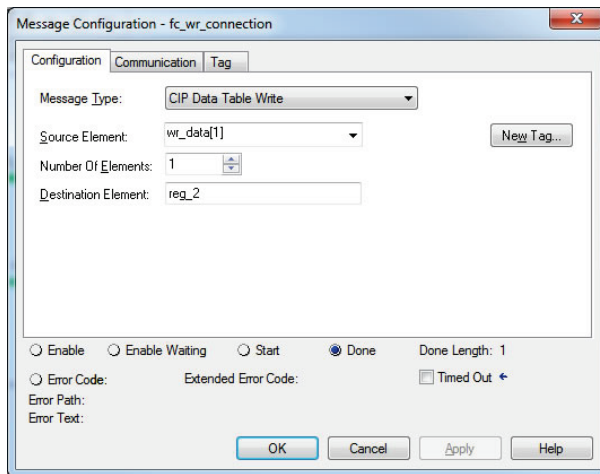 Message Configuration - fc_wr_connection
Configuration Communication Tag
Message Type: CIP Data Table Write
Source Element: wr_data[1] New Tag...
Number Of Elements: 1
Destination Element: reg_2
Enable Enable Waiting Start Done Done Length: 1
Error Code: Extended Error Code: Timed Out
Error Path:
Error Text:
OK Cancel Apply Help